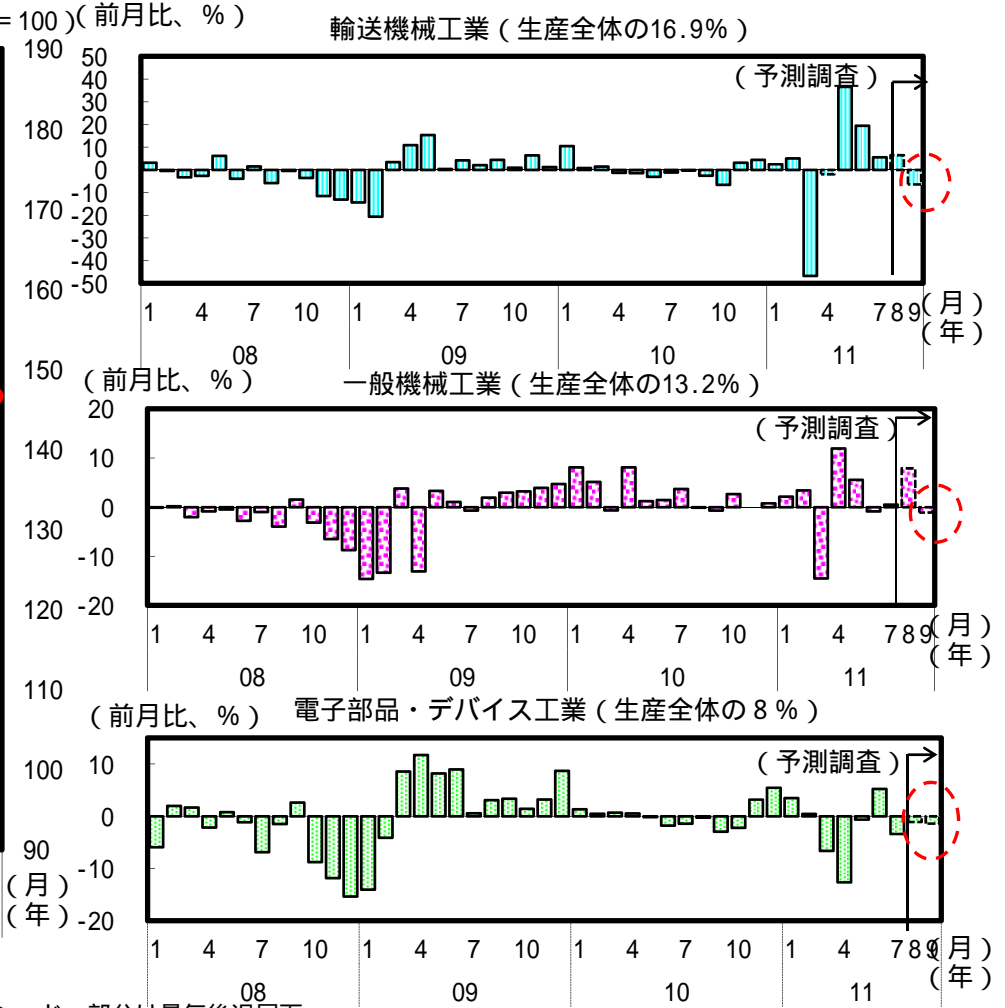 = 100 ) ( 前月比、% )
輸送機械工業 ( 生産全体の16.9% )
( 予測調査 )
50
40
30
20
10
0
-10
-20
-30
-40
-50
1 4 7 10 1 4 7 10 1 4 7 10 1 4 7 8 9 ( 月 )
08 09 10 11 ( 年 )
190
180
170
160
150
140
130
120
110
100
90
( 月 )
( 年 )
( 前月比、% )
一般機械工業 ( 生産全体の13.2% )
( 予測調査 )
20
10
0
-10
-20
1 4 7 10 1 4 7 10 1 4 7 10 1 4 7 8 9 ( 月 )
08 09 10 11 ( 年 )
( 前月比、% )
電子部品・デバイス工業 ( 生産全体の 8 % )
( 予測調査 )
10
0
-10
-20
1 4 7 10 1 4 7 10 1 4 7 10 1 4 7 8 9 ( 月 )
08 09 10 11 ( 年 )